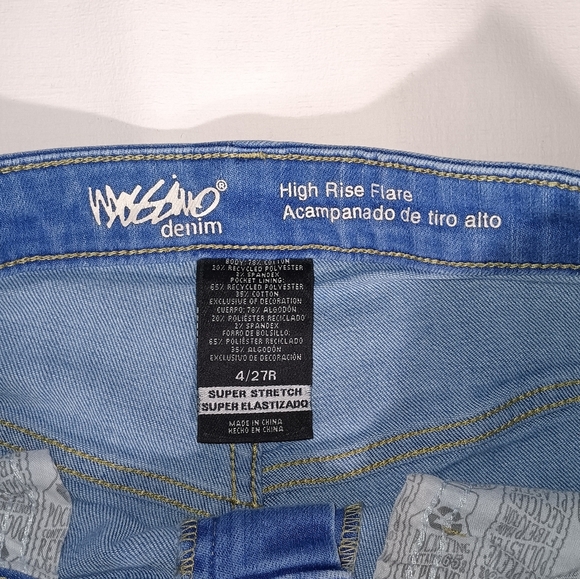 MOSSIMO®
denim
High Rise Flare
Acampanado de tiro alto
BODY: 78% COTTON
20% RECYCLED POLYESTER
2% SPANDEX
POCKET LINING:
65% RECYCLED POLYESTER
35% COTTON
EXCLUSIVE OF DECORATION
CUERPO: 78% ALGODÓN
20% POLIÉSTER RECICLADO
2% SPANDEX
FORRO DE BOLSILLO:
65% POLIÉSTER RECICLADO
35% ALGODÓN
EXCLUSIVO DE DECORACIÓN
4/27R
SUPER STRETCH
SUPER ELASTIZADO
MADE IN CHINA
HECHO EN CHINA